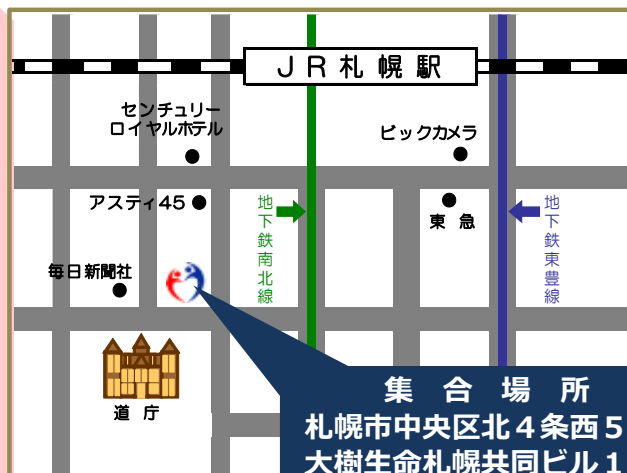 JR札幌駅
センチュリー
ロイヤルホテル
ビックカメラ
アスティ45
地下鉄南北線
東急
地下鉄東豊線
毎日新聞社
道庁
集合場所
札幌市中央区北4条西5
大樹生命札幌共同ビル1